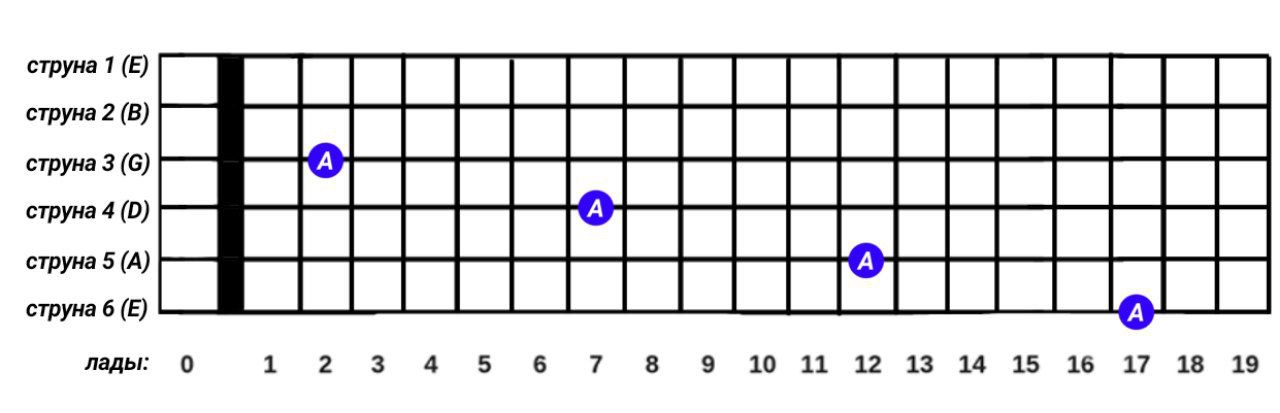 струна 1 (E)
струна 2 (B)
струна 3 (G) A
струна 4 (D) A
струна 5 (A) A
струна 6 (E) A
лады: 0 1 2 3 4 5 6 7 8 9 10 11 12 13 14 15 16 17 18 19